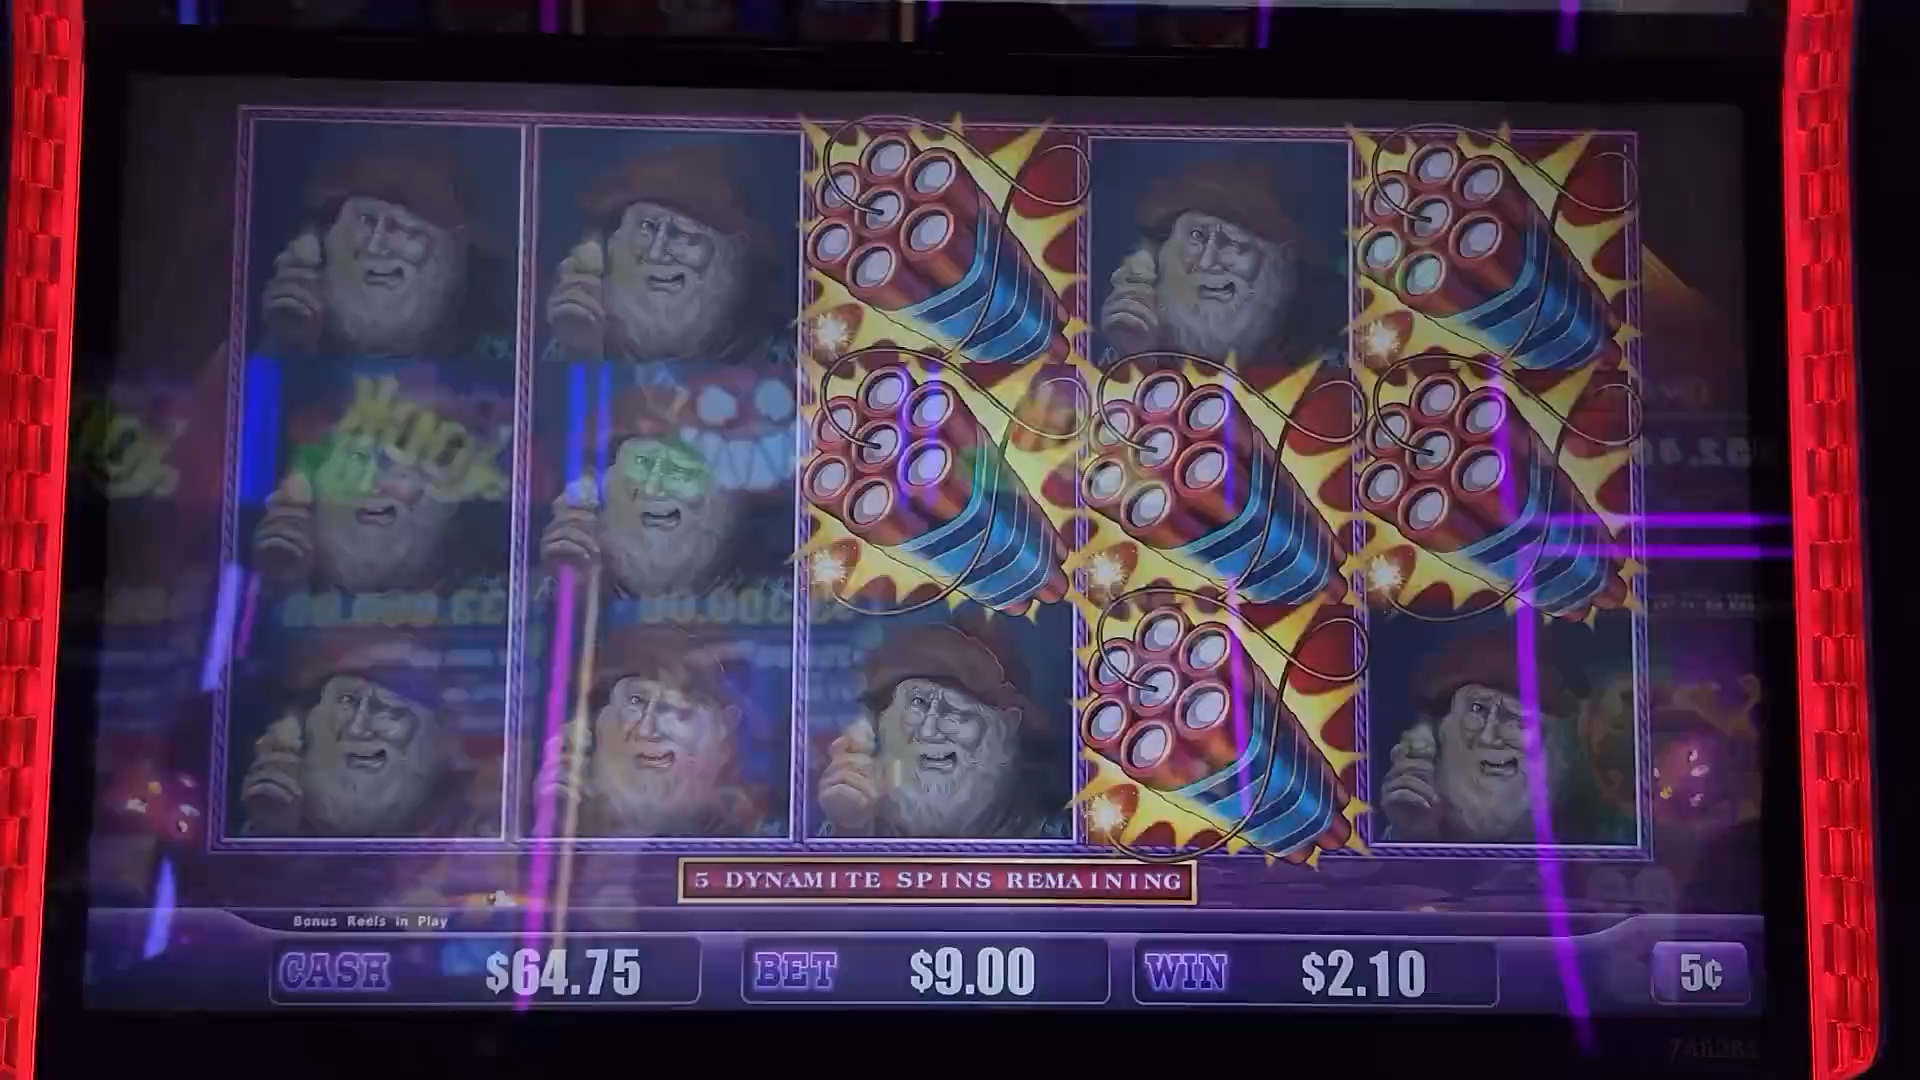 5 DYNAMITE SPINS REMAINING
Bonus Reels in Play
CASH $64.75 BET $9.00 WIN $2.10 5¢